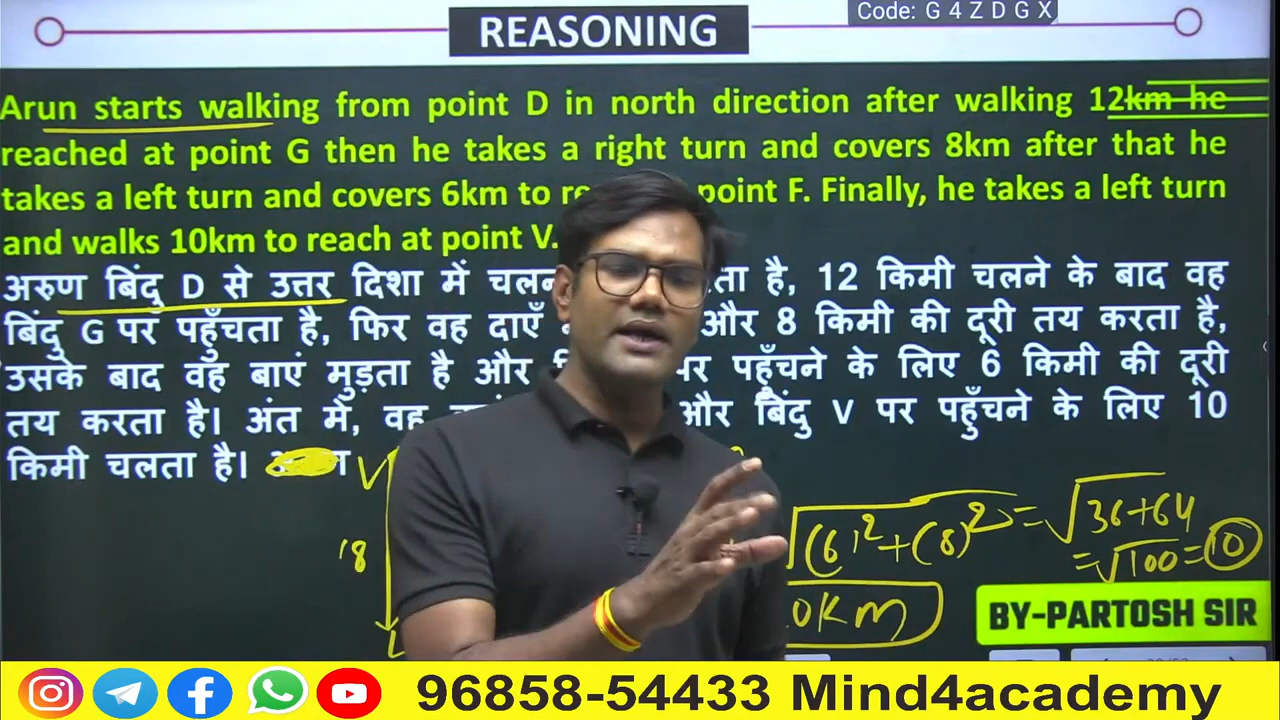 Code: G 4 Z D G X
REASONING
Arun starts walking from point D in north direction after walking 12km he
reached at point G then he takes a right turn and covers 8km after that he
takes a left turn and covers 6km to point F. Finally, he takes a left turn
and walks 10km to reach at point V.
अरुण बिंदु D से उत्तर दिशा में है, 12 किमी चलने के बाद वह
बिंदु G पर पहुँचता है, फिर वह दाएँ और 8 किमी की दूरी तय करता है,
उसके बाद वह बाएं मुड़ता है और पर पहुँचने के लिए 6 किमी की दूरी
तय करता है। अंत में, वह और बिंदु V पर पहुँचने के लिए 10
किमी चलता है।
V
18
√(6)²+(8)² = √36+64
= √100 = 10
0km
BY-PARTOSH SIR
96858-54433 Mind4academy